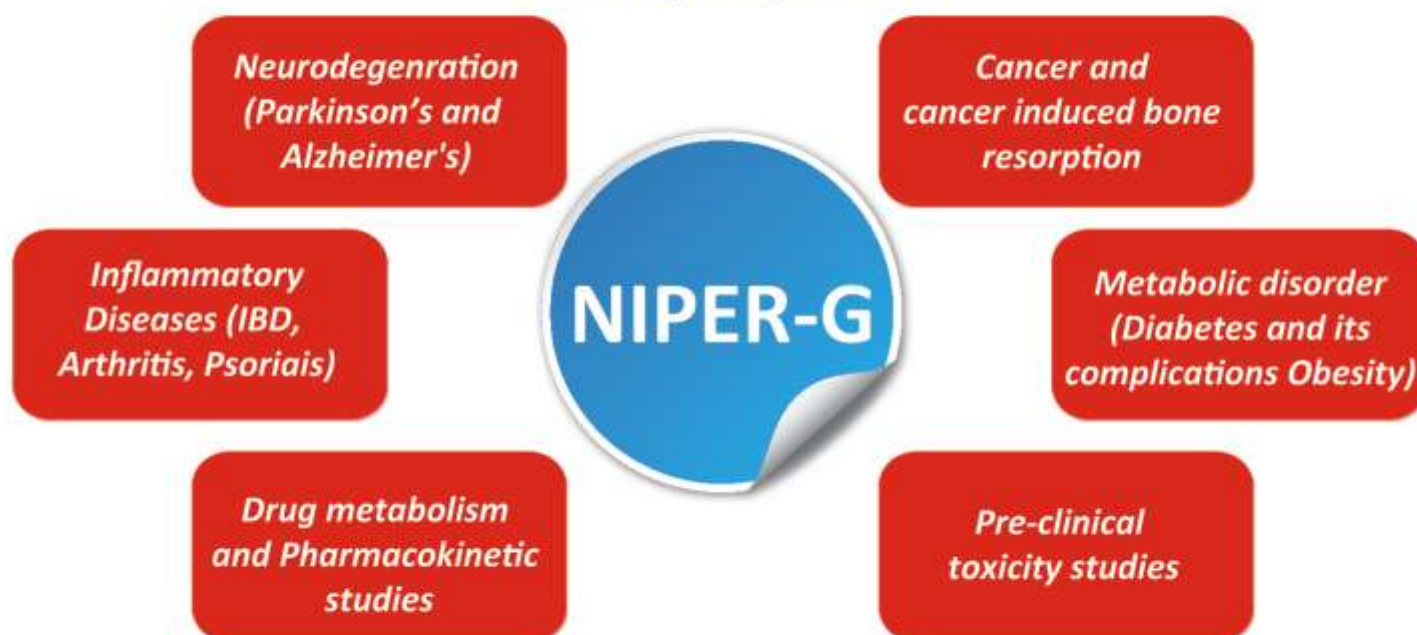 Neurodegenration
(Parkinson’s and
Alzheimer's)
Cancer and
cancer induced bone
resorption
Inflammatory
Diseases (IBD,
Arthritis, Psoriais)
NIPER-G
Metabolic disorder
(Diabetes and its
complications Obesity)
Drug metabolism
and Pharmacokinetic
studies
Pre-clinical
toxicity studies